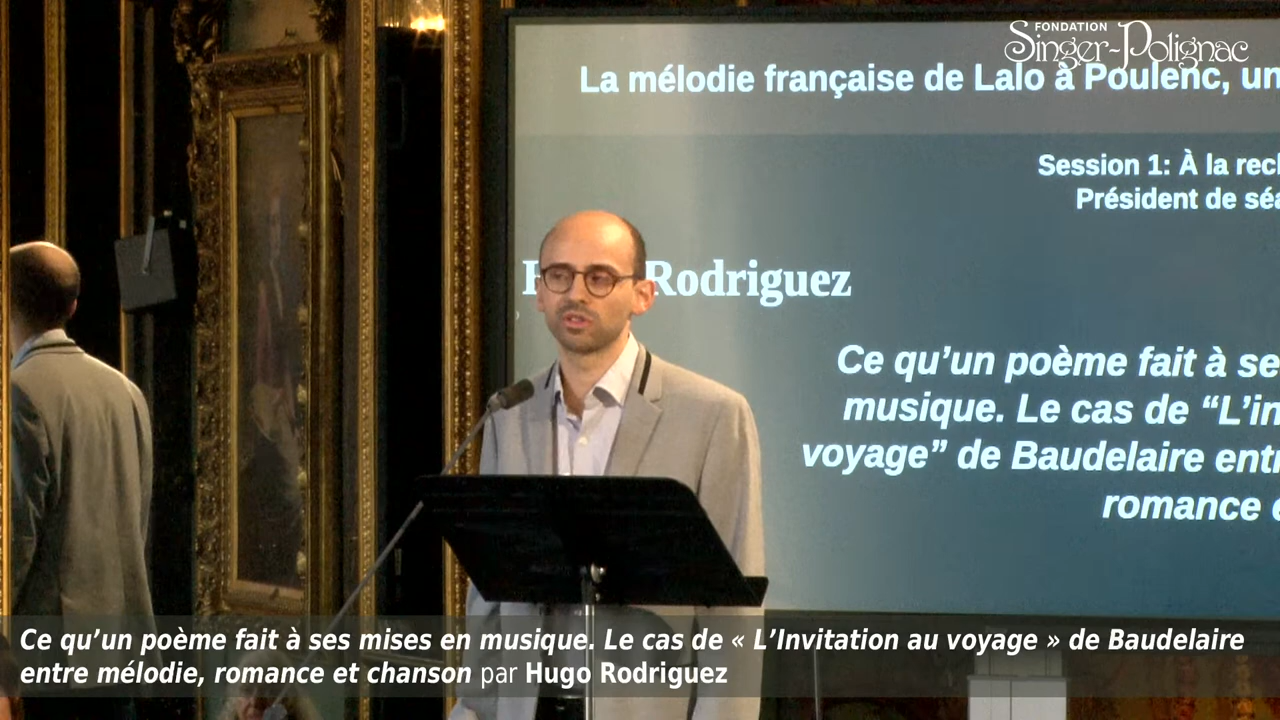 FONDATION
Singer-Polignac
La mélodie française de Lalo à Poulenc, un
Session 1: À la recl
Président de séa
Rodriguez
Ce qu’un poème fait à se
musique. Le cas de “L’in
voyage” de Baudelaire entr
romance e
Ce qu’un poème fait à ses mises en musique. Le cas de « L’Invitation au voyage » de Baudelaire
entre mélodie, romance et chanson par Hugo Rodriguez